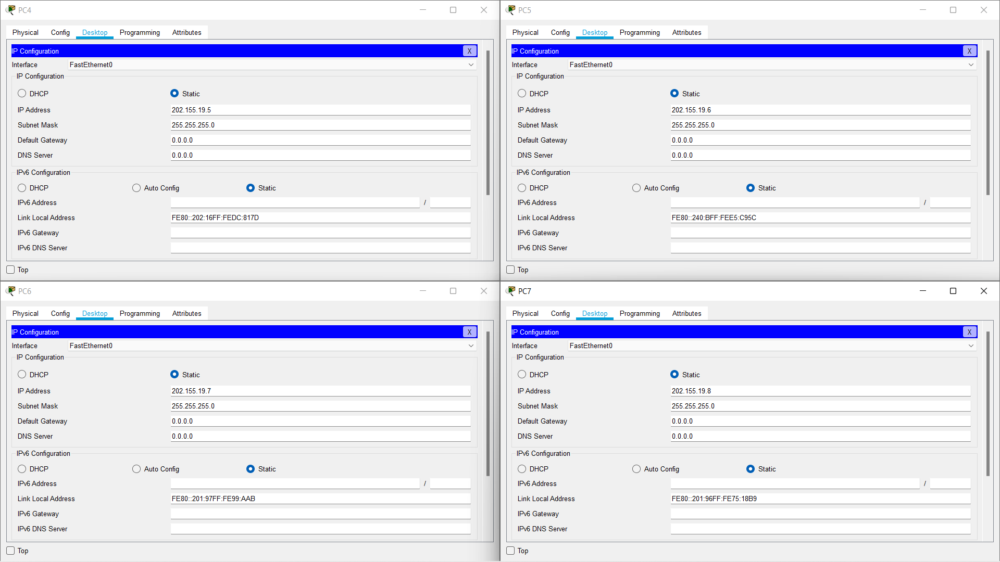 PC4
Physical Config Desktop Programming Attributes
IP Configuration X
Interface FastEthernet0
IP Configuration
DHCP Static
IP Address 202.155.19.5
Subnet Mask 255.255.255.0
Default Gateway 0.0.0.0
DNS Server 0.0.0.0
IPv6 Configuration
DHCP Auto Config Static
IPv6 Address /
Link Local Address FE80::202:16FF:FEDC:817D
IPv6 Gateway
IPv6 DNS Server
Top
PC5
Physical Config Desktop Programming Attributes
IP Configuration X
Interface FastEthernet0
IP Configuration
DHCP Static
IP Address 202.155.19.6
Subnet Mask 255.255.255.0
Default Gateway 0.0.0.0
DNS Server 0.0.0.0
IPv6 Configuration
DHCP Auto Config Static
IPv6 Address /
Link Local Address FE80::240:BFF:FEE5:C95C
IPv6 Gateway
IPv6 DNS Server
Top
PC6
Physical Config Desktop Programming Attributes
IP Configuration X
Interface FastEthernet0
IP Configuration
DHCP Static
IP Address 202.155.19.7
Subnet Mask 255.255.255.0
Default Gateway 0.0.0.0
DNS Server 0.0.0.0
IPv6 Configuration
DHCP Auto Config Static
IPv6 Address /
Link Local Address FE80::201:97FF:FE99:AAB
IPv6 Gateway
IPv6 DNS Server
Top
PC7
Physical Config Desktop Programming Attributes
IP Configuration X
Interface FastEthernet0
IP Configuration
DHCP Static
IP Address 202.155.19.8
Subnet Mask 255.255.255.0
Default Gateway 0.0.0.0
DNS Server 0.0.0.0
IPv6 Configuration
DHCP Auto Config Static
IPv6 Address /
Link Local Address FE80::201:96FF:FE75:18B9
IPv6 Gateway
IPv6 DNS Server
Top